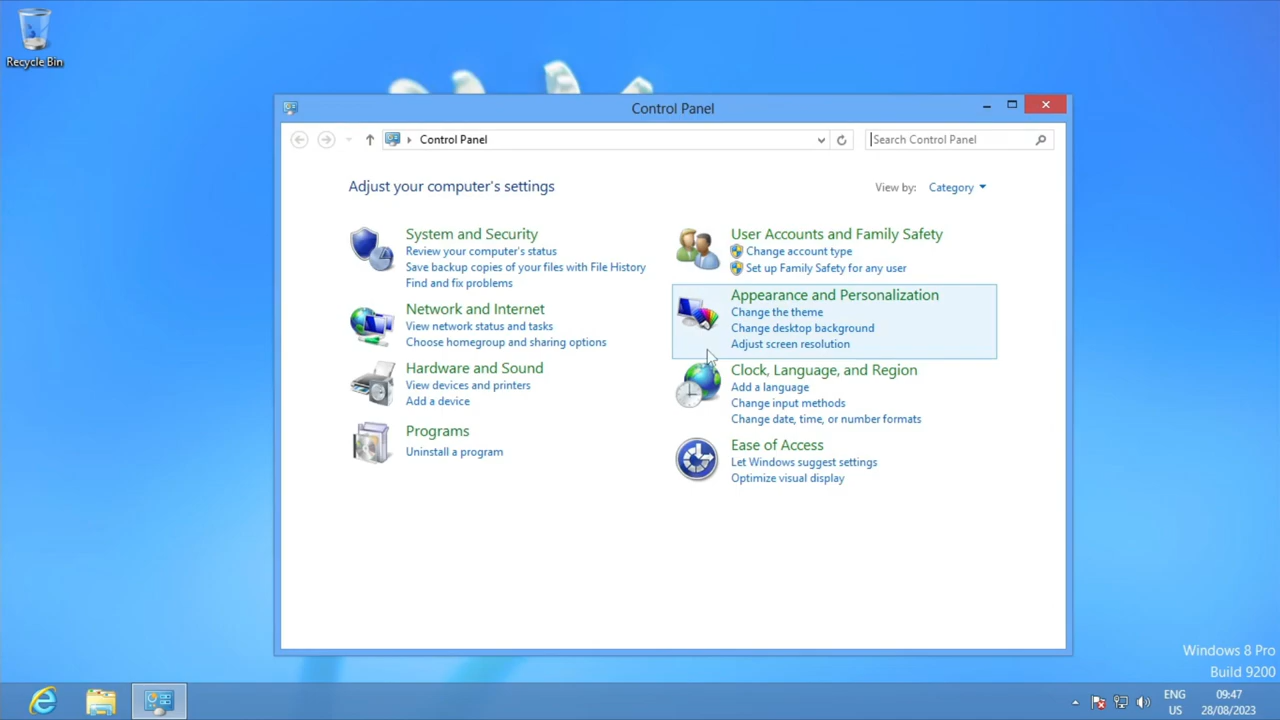 Recycle Bin
Control Panel
Control Panel
Search Control Panel
Adjust your computer's settings
View by: Category
System and Security
Review your computer's status
Save backup copies of your files with File History
Find and fix problems
Network and Internet
View network status and tasks
Choose homegroup and sharing options
Hardware and Sound
View devices and printers
Add a device
Programs
Uninstall a program
User Accounts and Family Safety
Change account type
Set up Family Safety for any user
Appearance and Personalization
Change the theme
Change desktop background
Adjust screen resolution
Clock, Language, and Region
Add a language
Change input methods
Change date, time, or number formats
Ease of Access
Let Windows suggest settings
Optimize visual display
Windows 8 Pro
Build 9200
ENG
US
09:47
28/08/2023